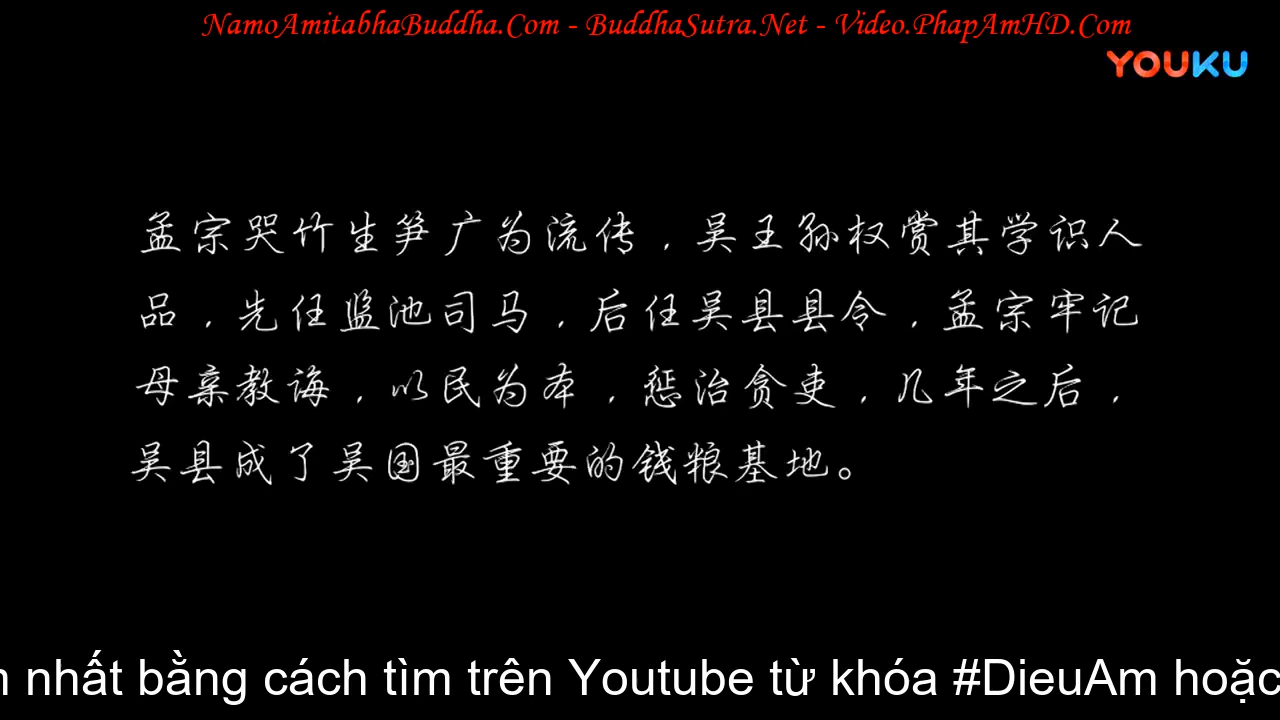 NamoAmitabhaBuddha.Com - BuddhaSutra.Net - Video.PhapAmHD.Com
YOUKU
孟宗哭竹生笋广为流传，吴王孙权赏其学识人
品，先任监池司马，后任吴县县令，孟宗牢记
母亲教诲，以民为本，惩治贪吏，几年之后，
吴县成了吴国最重要的钱粮基地。
nhất bằng cách tìm trên Youtube từ khóa #DieuAm hoặc